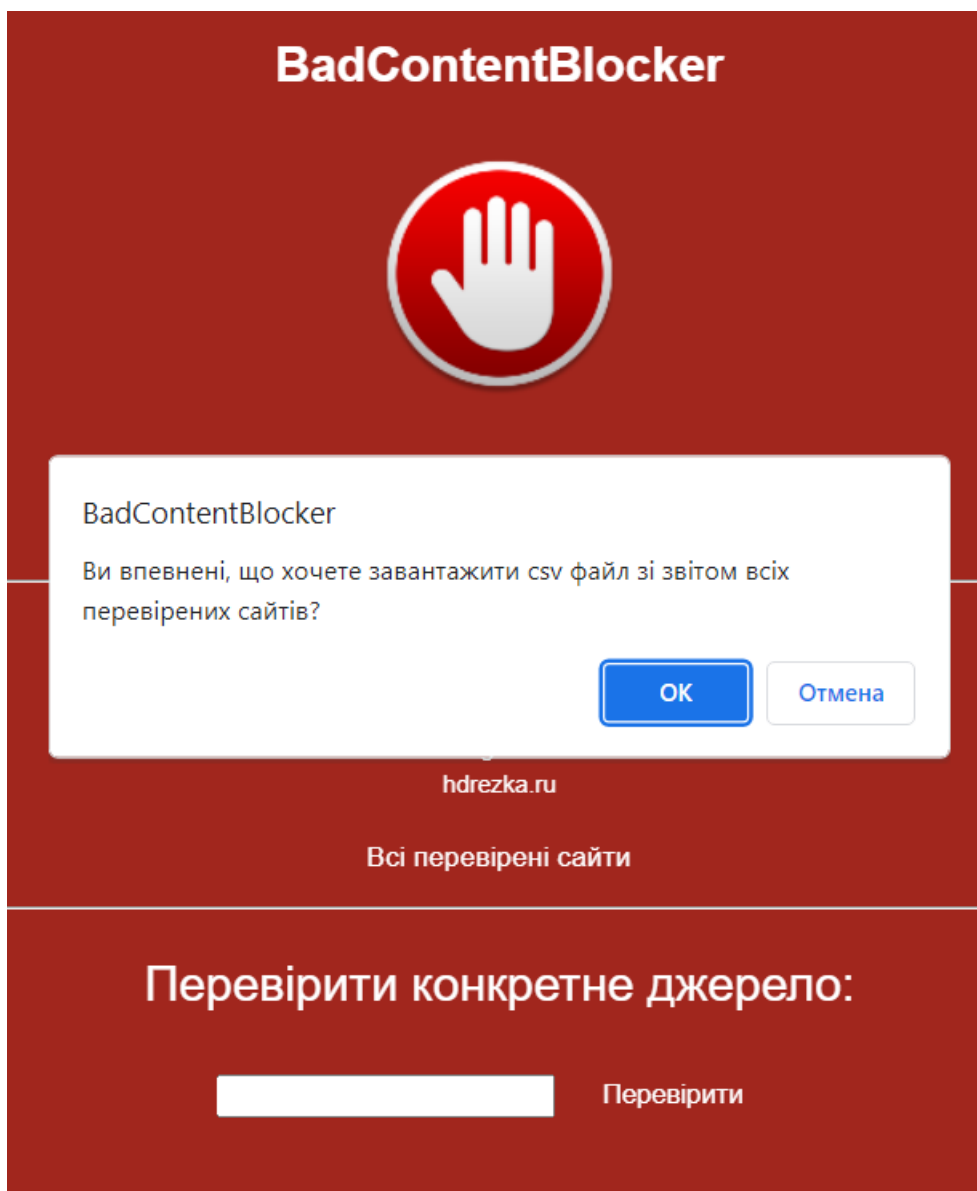 BadContentBlocker
BadContentBlocker
Ви впевнені, що хочете завантажити csv файл зі звітом всіх
перевірених сайтів?
ОК
Отмена
hdrezka.ru
Всі перевірені сайти
Перевірити конкретне джерело:
Перевірити